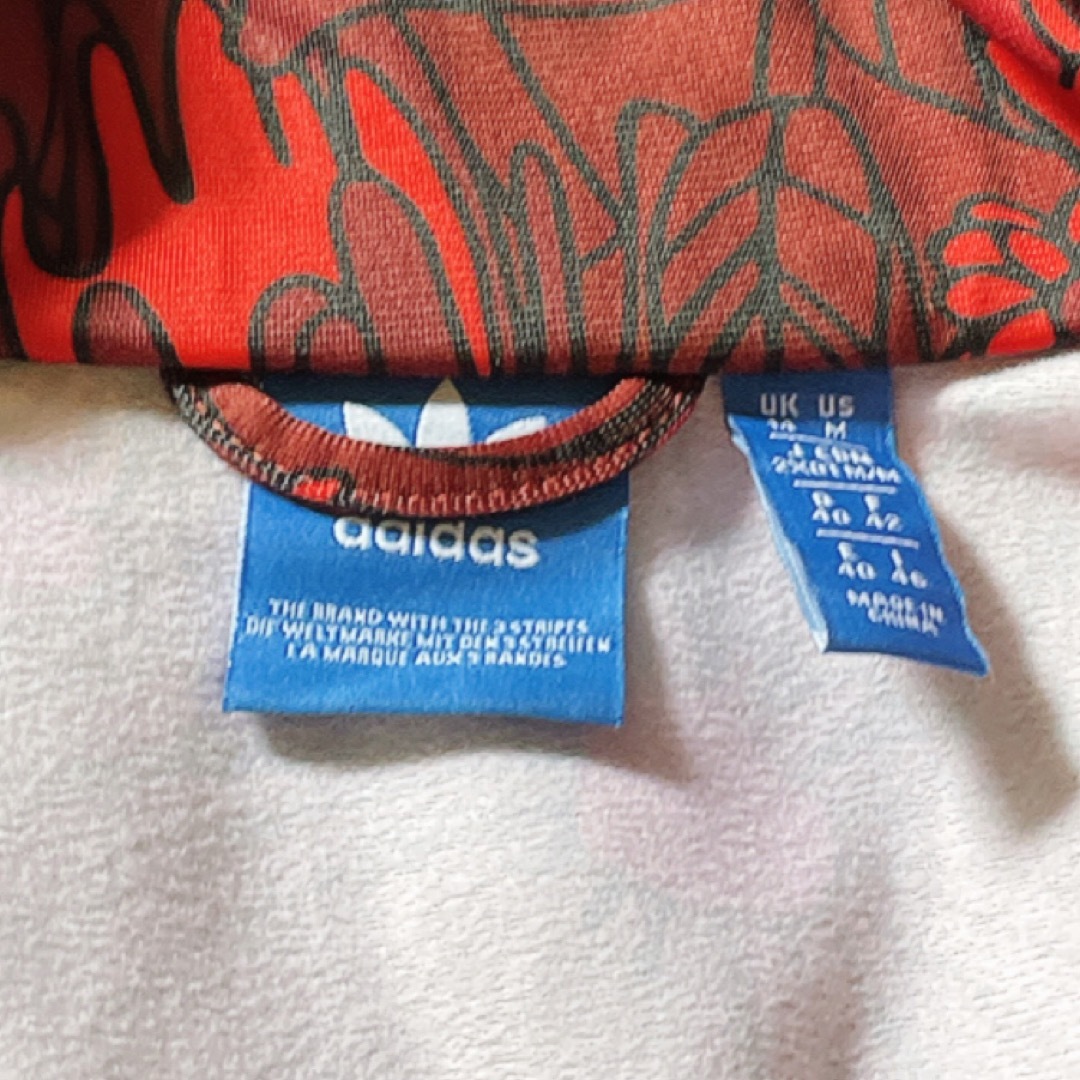 adidas
THE BRAND WITH THE 3 STRIPES
DIE WELTMARKE MIT DEN 3 STREIFEN
LA MARQUE AUX 3 BANDES
UK US
M
J CDN
M/M
D F
40 42
E I
40 46
MADE IN
CHINA